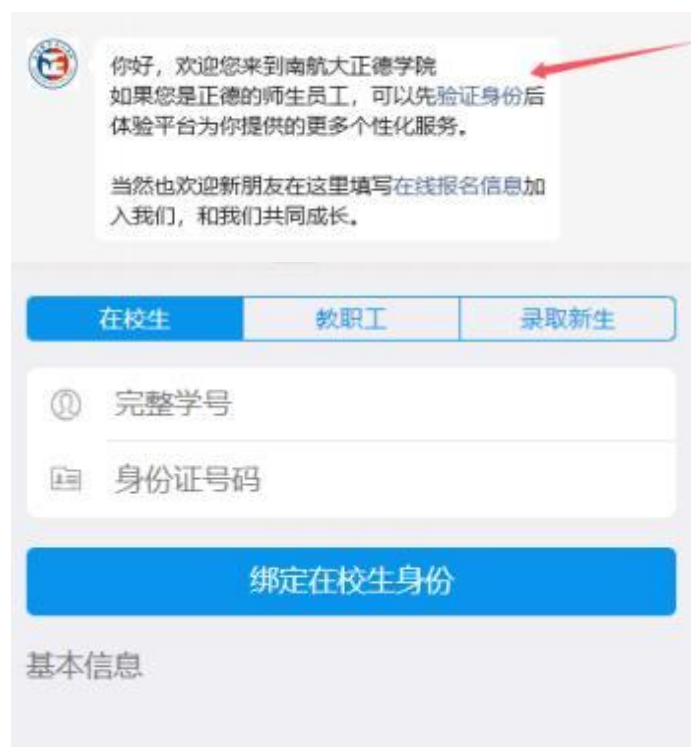 你好，欢迎您来到南航大正德学院
如果您是正德的师生员工，可以先验证身份后
体验平台为你提供的更多个性化服务。
当然也欢迎新朋友在这里填写在线报名信息加
入我们，和我们共同成长。
在校生 教职工 录取新生
完整学号
身份证号码
绑定在校生身份
基本信息